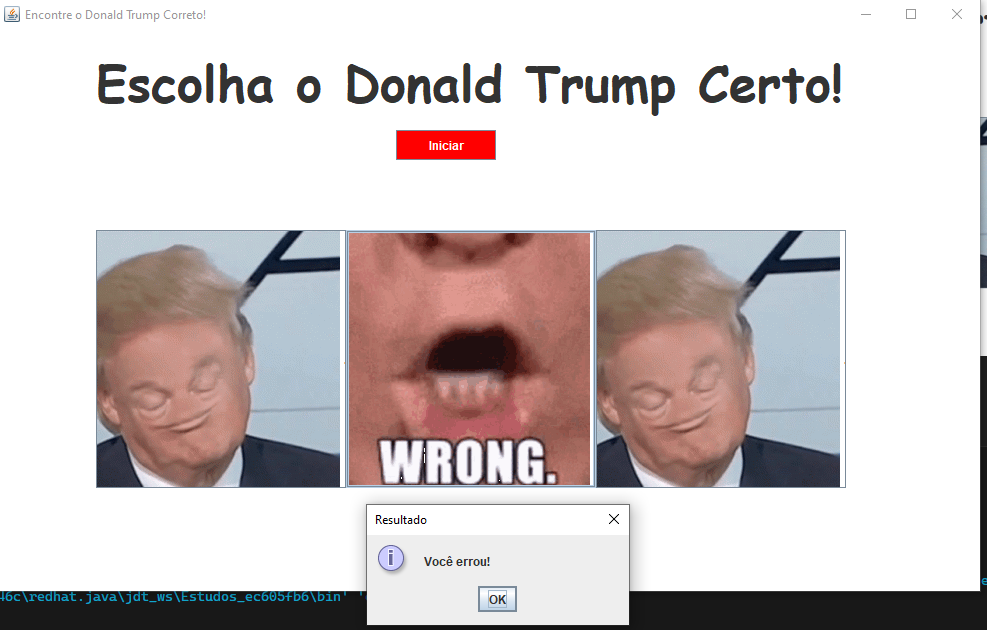 Encontre o Donald Trump Correto!
Escolha o Donald Trump Certo!
Iniciar
WRONG.
Resultado
Você errou!
OK
46c\redhat.java\jdt_ws\Estudos_ec605fb6\bin' '